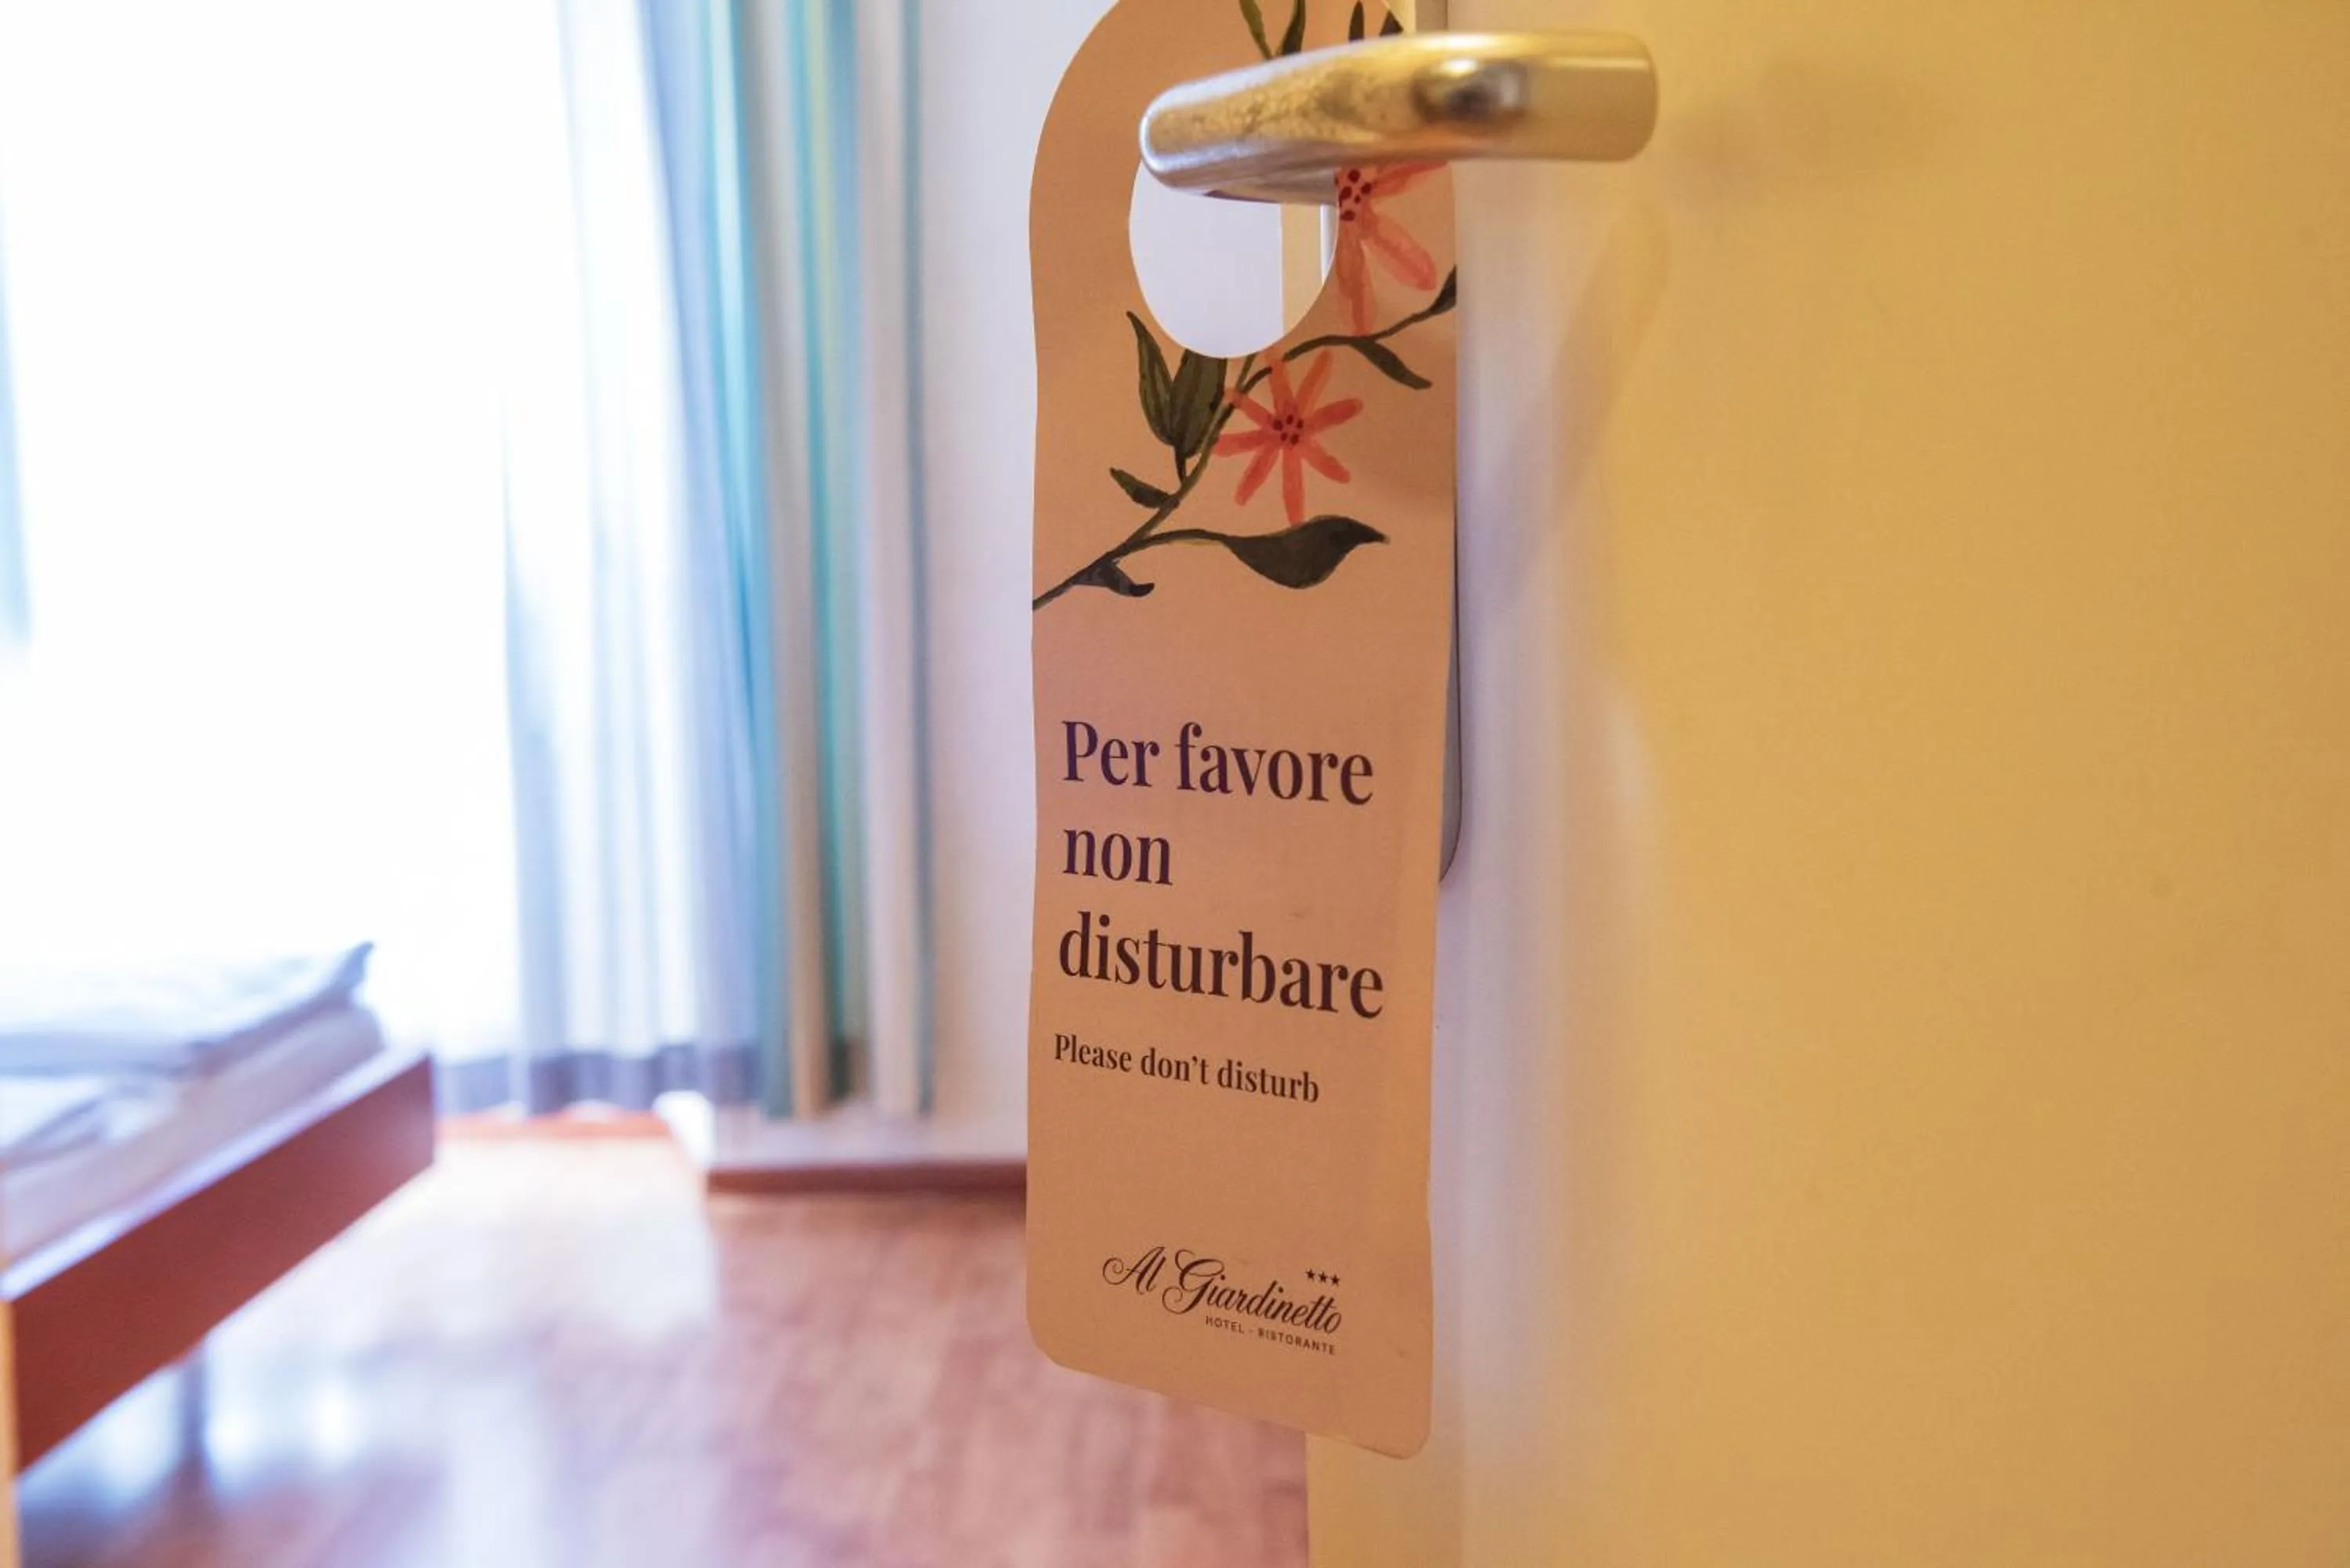 Per favore
non
disturbare
Please don’t disturb
★★★
Al Giardinetto
HOTEL - RISTORANTE